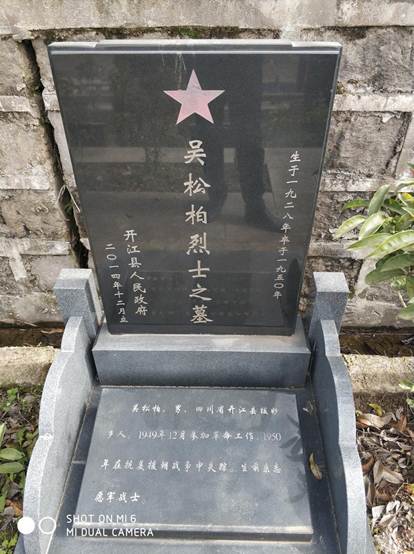 生于一九二八年卒于一九五〇年
吴松柏烈士之墓
开江县人民政府
二〇一四年十二月立
吴松柏，男，四川省开江县拔妙
乡人，1949年12月参加革命工作，1950
年在抗美援朝战争中失踪。生前系志
愿军战士。
SHOT ON MI 6
MI DUAL CAMERA